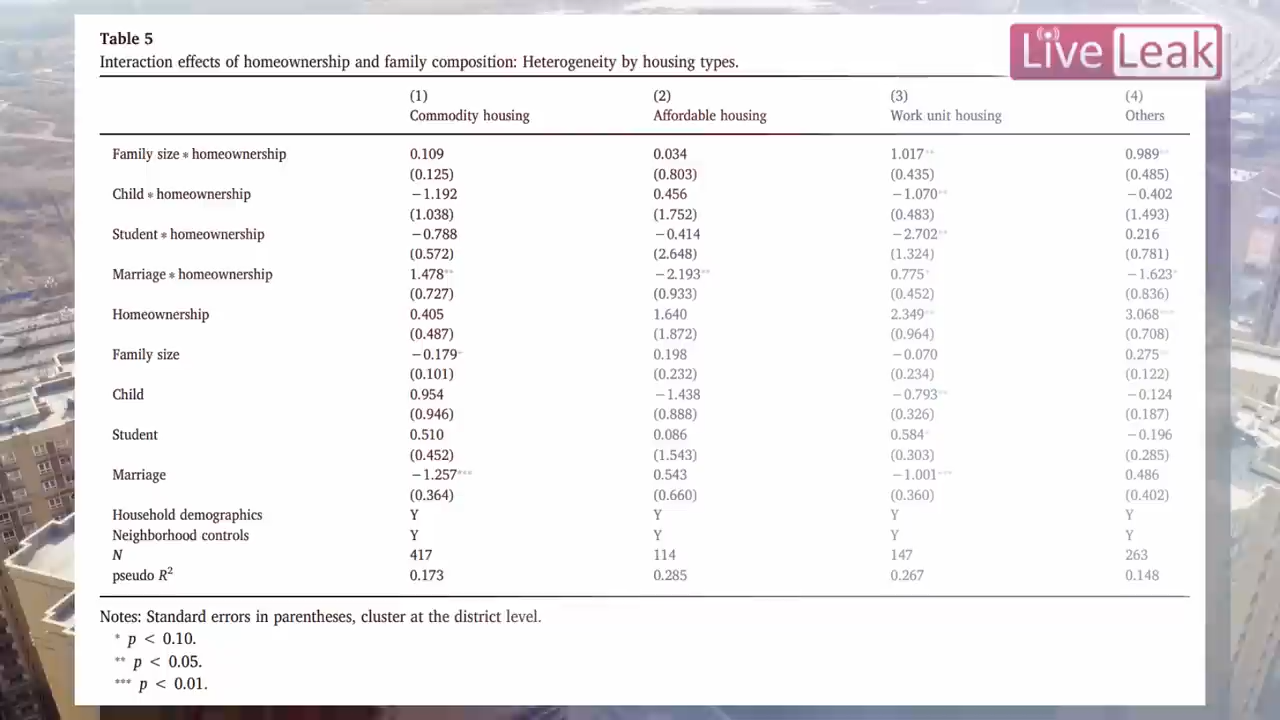 LiveLeak
Table 5
Interaction effects of homeownership and family composition: Heterogeneity by housing types.
(1) (2) (3) (4)
Commodity housing Affordable housing Work unit housing Others
Family size * homeownership 0.109 0.034 1.017** 0.989**
(0.125) (0.803) (0.435) (0.485)
Child * homeownership −1.192 0.456 −1.070** −0.402
(1.038) (1.752) (0.483) (1.493)
Student * homeownership −0.788 −0.414 −2.702** 0.216
(0.572) (2.648) (1.324) (0.781)
Marriage * homeownership 1.478** −2.193** 0.775* −1.623*
(0.727) (0.933) (0.452) (0.836)
Homeownership 0.405 1.640 2.349** 3.068***
(0.487) (1.872) (0.964) (0.708)
Family size −0.179* 0.198 −0.070 0.275**
(0.101) (0.232) (0.234) (0.122)
Child 0.954 −1.438 −0.793** −0.124
(0.946) (0.888) (0.326) (0.187)
Student 0.510 0.086 0.584* −0.196
(0.452) (1.543) (0.303) (0.285)
Marriage −1.257*** 0.543 −1.001*** 0.486
(0.364) (0.660) (0.360) (0.402)
Household demographics Y Y Y Y
Neighborhood controls Y Y Y Y
N 417 114 147 263
pseudo R² 0.173 0.285 0.267 0.148
Notes: Standard errors in parentheses, cluster at the district level.
* p < 0.10.
** p < 0.05.
*** p < 0.01.